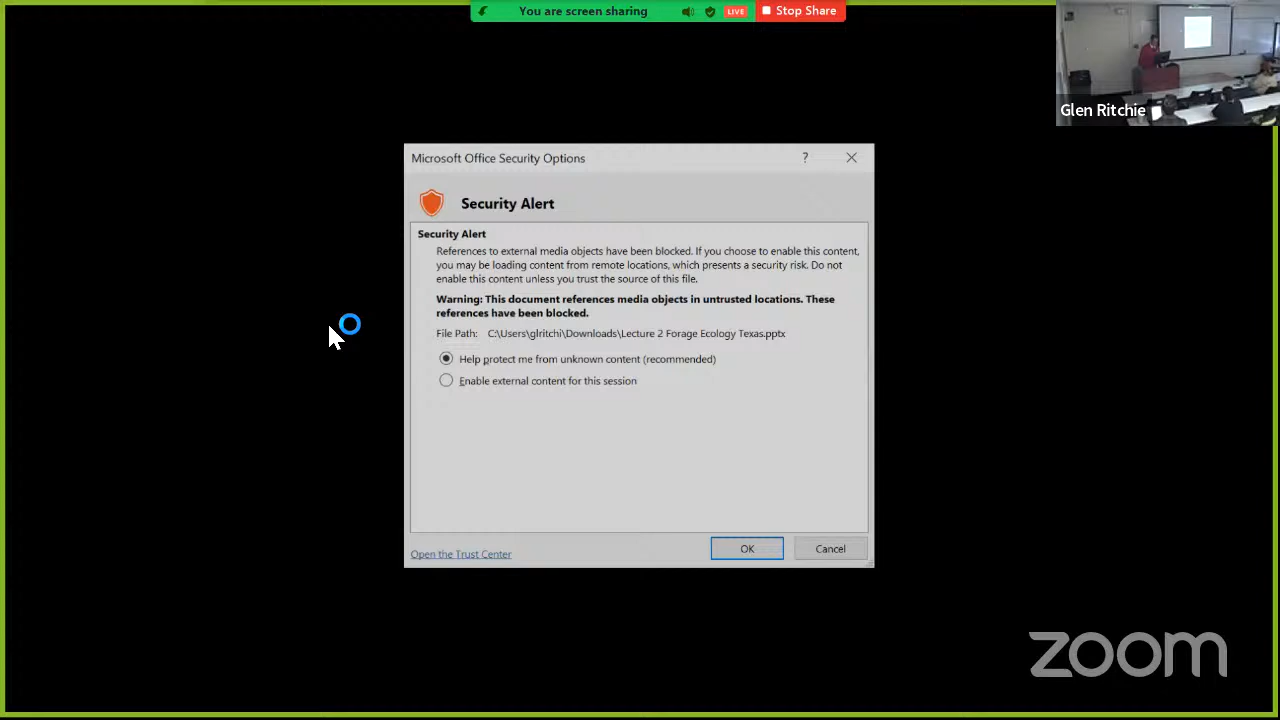 You are screen sharing
LIVE
Stop Share
Glen Ritchie
Microsoft Office Security Options
?
Security Alert
Security Alert
References to external media objects have been blocked. If you choose to enable this content,
you may be loading content from remote locations, which presents a security risk. Do not
enable this content unless you trust the source of this file.
Warning: This document references media objects in untrusted locations. These
references have been blocked.
File Path: C:\Users\glritchi\Downloads\Lecture 2 Forage Ecology Texas.pptx
Help protect me from unknown content (recommended)
Enable external content for this session
Open the Trust Center
OK
Cancel
zoom